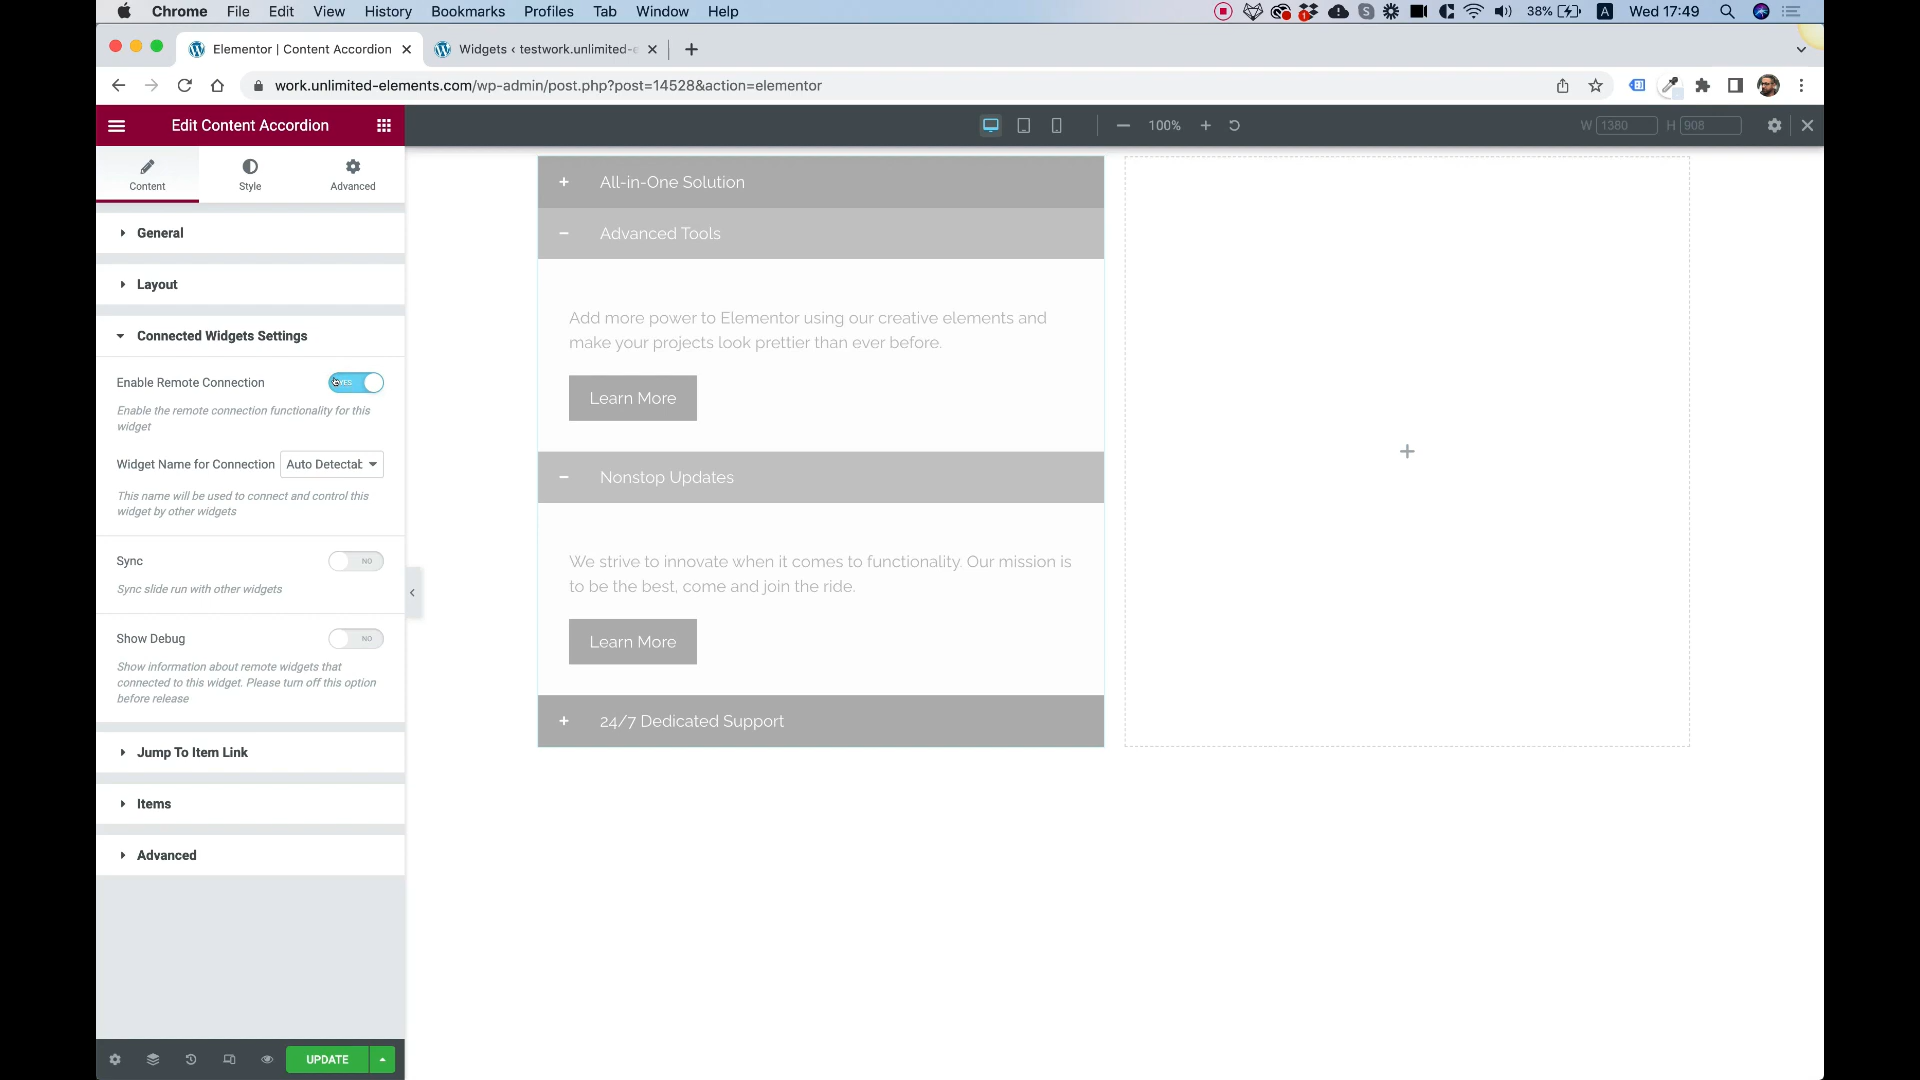 Chrome File Edit View History Bookmarks Profiles Tab Window Help
38% A Wed 17:49
Elementor | Content Accordion
Widgets ‹ testwork.unlimited-e
work.unlimited-elements.com/wp-admin/post.php?post=14528&action=elementor
Edit Content Accordion
100%
W 1380 H 908
Content
Style
Advanced
General
Layout
Connected Widgets Settings
Enable Remote Connection YES
Enable the remote connection functionality for this
widget
Widget Name for Connection Auto Detectab
This name will be used to connect and control this
widget by other widgets
Sync NO
Sync slide run with other widgets
Show Debug NO
Show information about remote widgets that
connected to this widget. Please turn off this option
before release
Jump To Item Link
Items
Advanced
UPDATE
+ All-in-One Solution
− Advanced Tools
Add more power to Elementor using our creative elements and
make your projects look prettier than ever before.
Learn More
− Nonstop Updates
We strive to innovate when it comes to functionality. Our mission is
to be the best, come and join the ride.
Learn More
+ 24/7 Dedicated Support
+